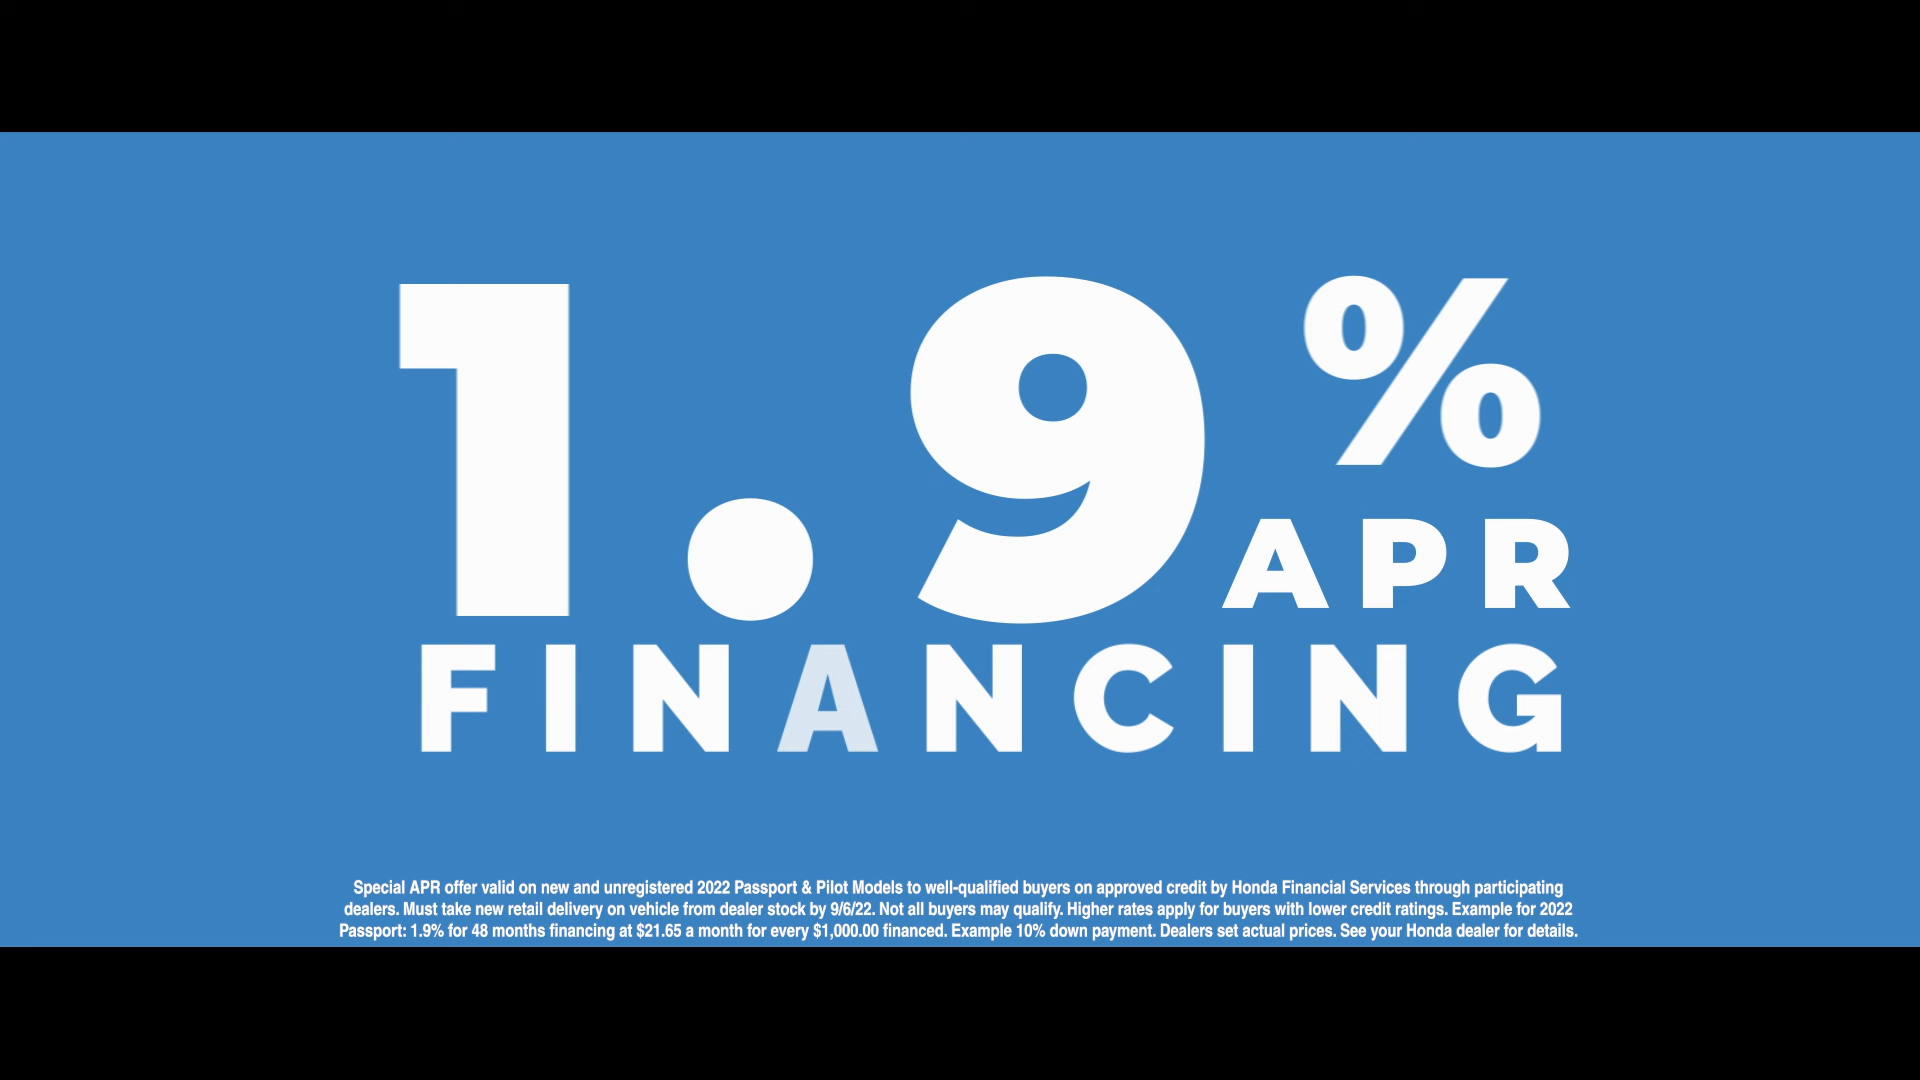 1.9%
APR
FINANCING
Special APR offer valid on new and unregistered 2022 Passport & Pilot Models to well-qualified buyers on approved credit by Honda Financial Services through participating
dealers. Must take new retail delivery on vehicle from dealer stock by 9/6/22. Not all buyers may qualify. Higher rates apply for buyers with lower credit ratings. Example for 2022
Passport: 1.9% for 48 months financing at $21.65 a month for every $1,000.00 financed. Example 10% down payment. Dealers set actual prices. See your Honda dealer for details.